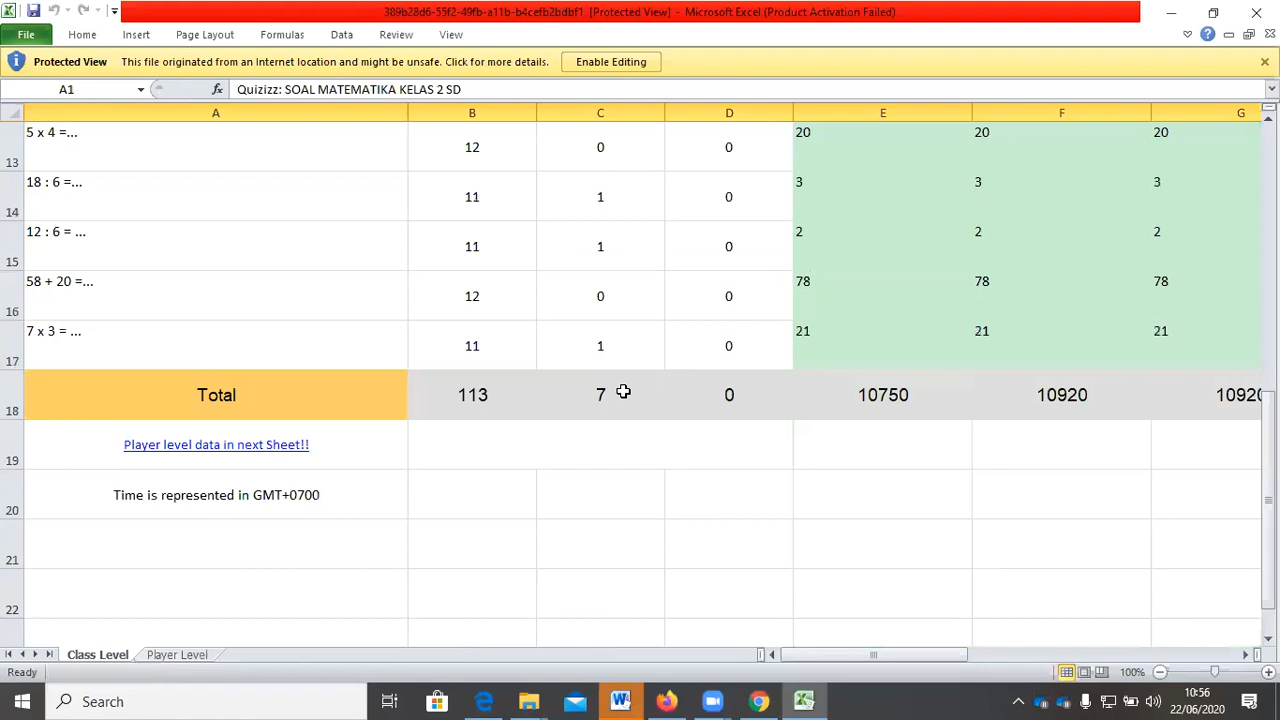 389b28d6-55f2-49fb-a11b-b4cefb2bdbf1 [Protected View] - Microsoft Excel (Product Activation Failed)
File Home Insert Page Layout Formulas Data Review View
Protected View This file originated from an Internet location and might be unsafe. Click for more details. Enable Editing
A1 fx Quizizz: SOAL MATEMATIKA KELAS 2 SD
A B C D E F G
13 5 x 4 =... 12 0 0 20 20 20
14 18 : 6 =... 11 1 0 3 3 3
15 12 : 6 = ... 11 1 0 2 2 2
16 58 + 20 =... 12 0 0 78 78 78
17 7 x 3 = ... 11 1 0 21 21 21
18 Total 113 7 0 10750 10920 10920
19 Player level data in next Sheet!!
20 Time is represented in GMT+0700
21
22
Class Level Player Level
Ready 100%
Search 10:56
22/06/2020